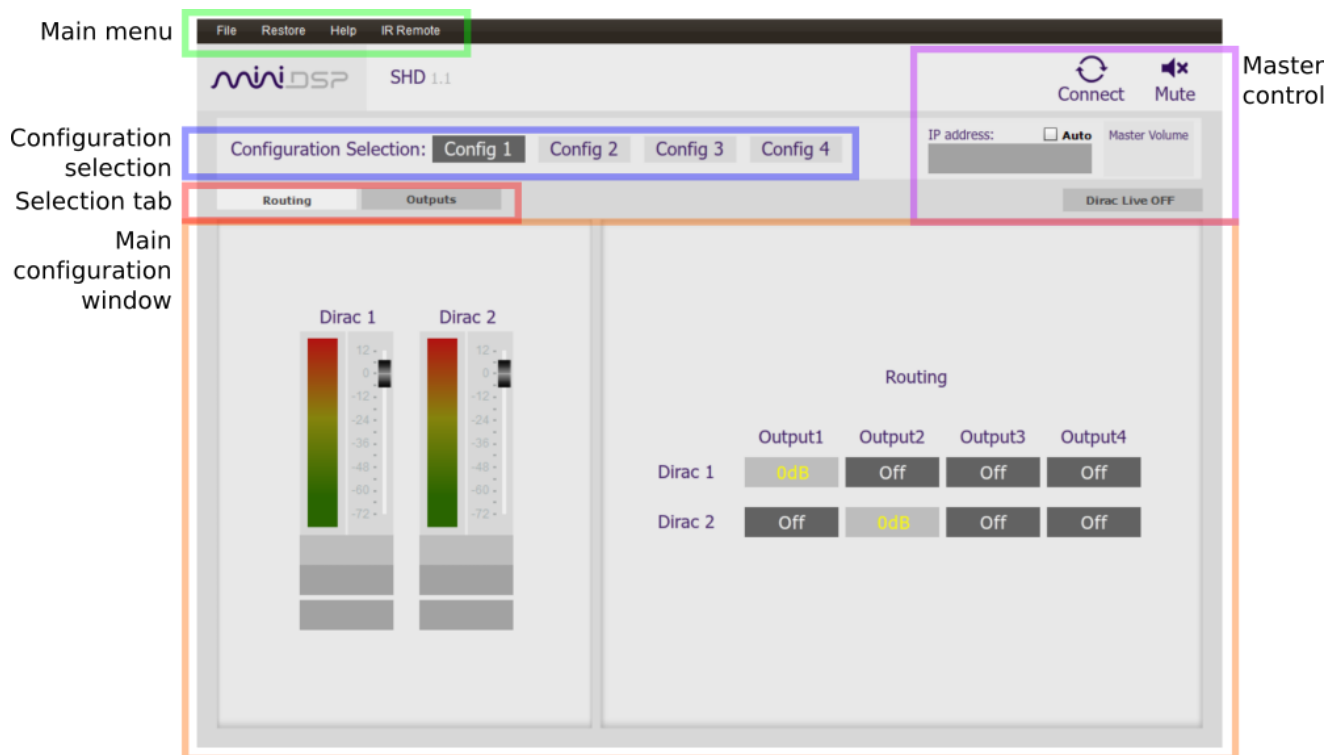 Main menu
File Restore Help IR Remote
miniDSP
SHD 1.1
Connect Mute
Master
control
Configuration
selection
Configuration Selection: Config 1 Config 2 Config 3 Config 4
IP address: Auto Master Volume
Selection tab
Routing Outputs
Dirac Live OFF
Main
configuration
window
Dirac 1 Dirac 2
12 12
0 0
-12 -12
-24 -24
-36 -36
-48 -48
-60 -60
-72 -72
Routing
Output1 Output2 Output3 Output4
Dirac 1 0dB Off Off Off
Dirac 2 Off 0dB Off Off